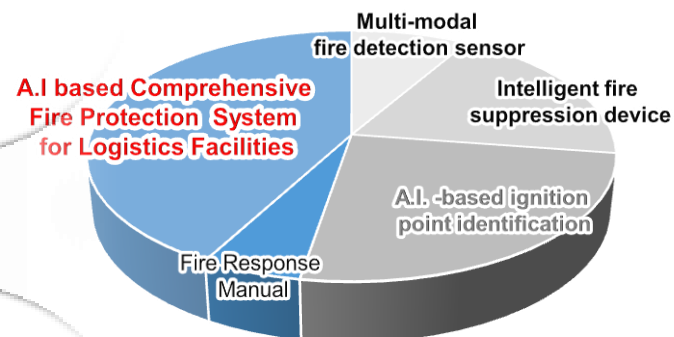 Multi-modal
fire detection sensor
A.I based Comprehensive
Fire Protection System
for Logistics Facilities
Intelligent fire
suppression device
A.I. -based ignition
point identification
Fire Response
Manual